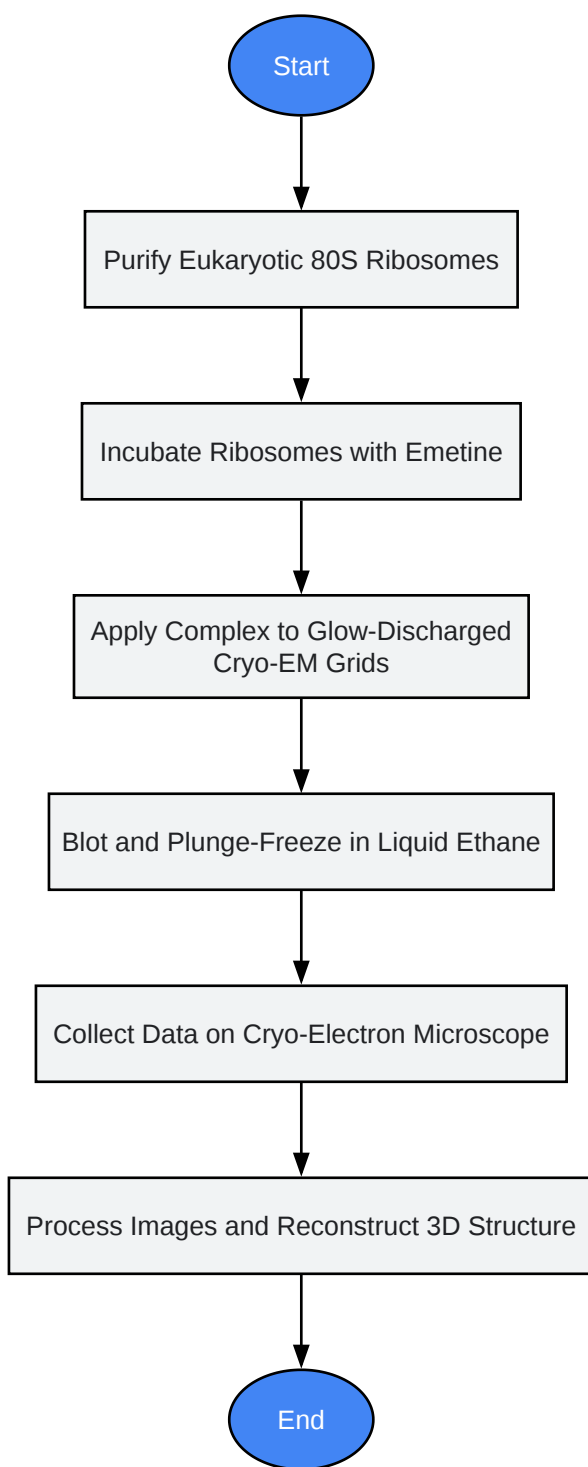 Start
Purify Eukaryotic 80S Ribosomes
Incubate Ribosomes with Emetine
Apply Complex to Glow-Discharged
Cryo-EM Grids
Blot and Plunge-Freeze in Liquid Ethane
Collect Data on Cryo-Electron Microscope
Process Images and Reconstruct 3D Structure
End